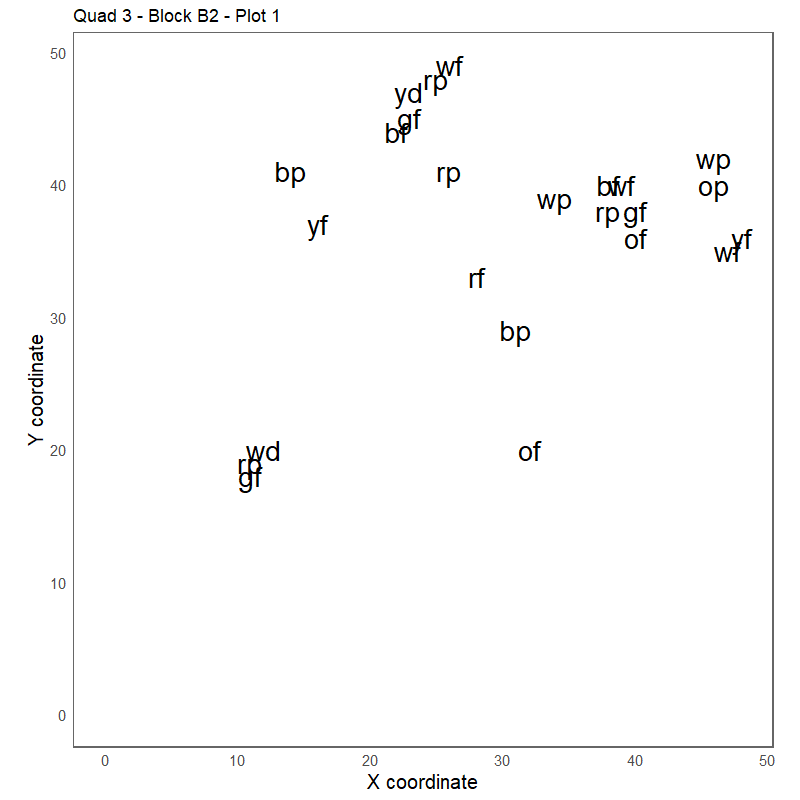 Quad 3 - Block B2 - Plot 1
50
wf
rp
yd
gf
bf
wp
bp
rp
40
bf
wf
op
wp
rp
gf
yf
of
yf
wf
rf
30
bp
Y coordinate
20
wd
of
rp
gf
10
0
0 10 20 30 40 50
X coordinate